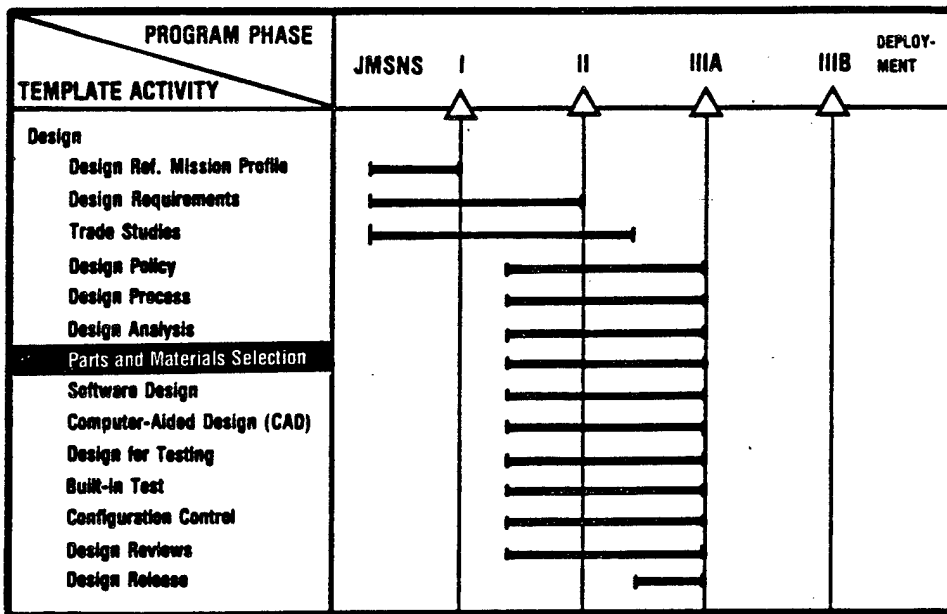 PROGRAM PHASE
TEMPLATE ACTIVITY
JMSNS I II IIIA IIIB DEPLOY-
MENT
Design
Design Ref. Mission Profile
Design Requirements
Trade Studies
Design Policy
Design Process
Design Analysis
Parts and Materials Selection
Software Design
Computer-Aided Design (CAD)
Design for Testing
Built-in Test
Configuration Control
Design Reviews
Design Release